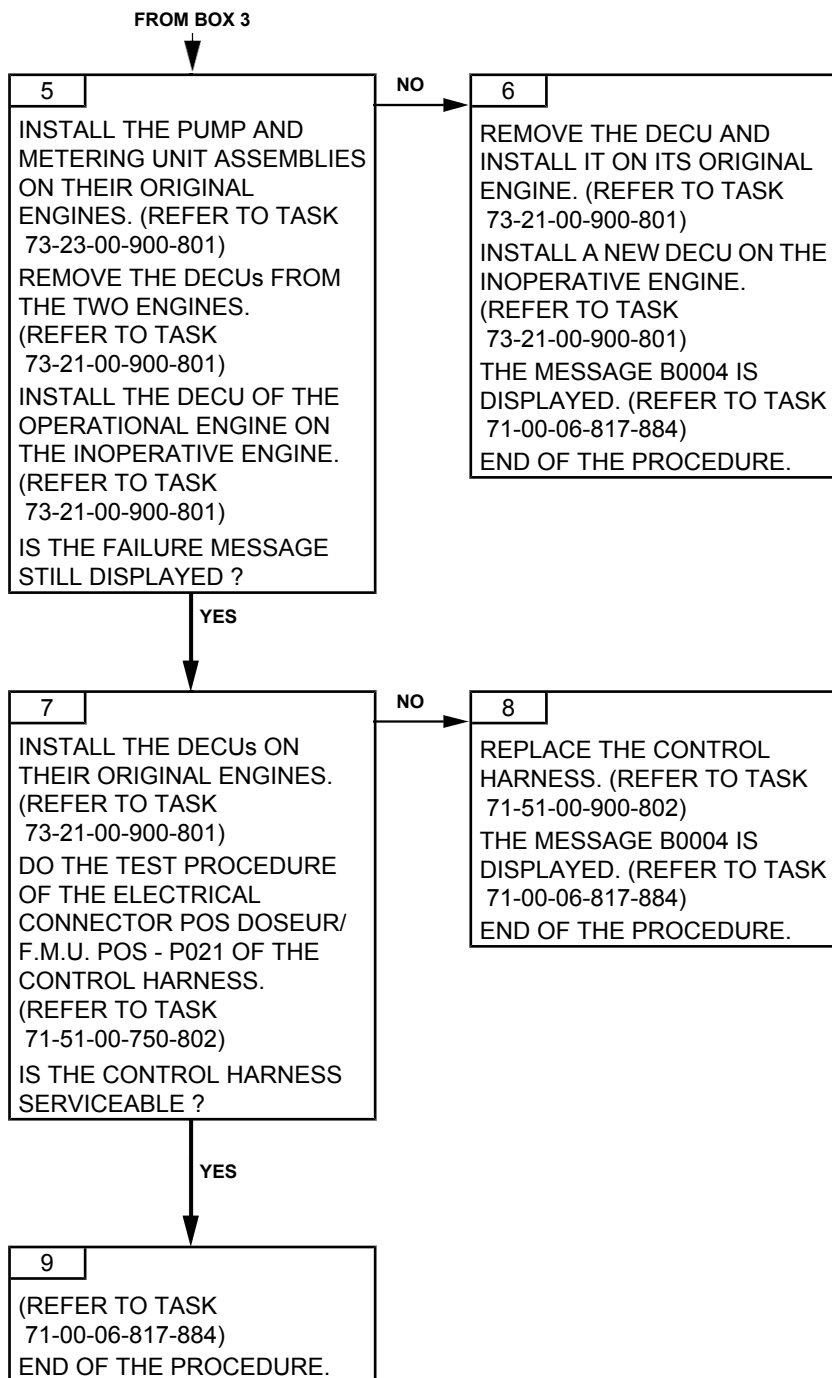 FROM BOX 3
5
INSTALL THE PUMP AND
METERING UNIT ASSEMBLIES
ON THEIR ORIGINAL
ENGINES. (REFER TO TASK
73-23-00-900-801)
REMOVE THE DECUs FROM
THE TWO ENGINES.
(REFER TO TASK
73-21-00-900-801)
INSTALL THE DECU OF THE
OPERATIONAL ENGINE ON
THE INOPERATIVE ENGINE.
(REFER TO TASK
73-21-00-900-801)
IS THE FAILURE MESSAGE
STILL DISPLAYED ?
NO
6
REMOVE THE DECU AND
INSTALL IT ON ITS ORIGINAL
ENGINE. (REFER TO TASK
73-21-00-900-801)
INSTALL A NEW DECU ON THE
INOPERATIVE ENGINE.
(REFER TO TASK
73-21-00-900-801)
THE MESSAGE B0004 IS
DISPLAYED. (REFER TO TASK
71-00-06-817-884)
END OF THE PROCEDURE.
YES
7
INSTALL THE DECUs ON
THEIR ORIGINAL ENGINES.
(REFER TO TASK
73-21-00-900-801)
DO THE TEST PROCEDURE
OF THE ELECTRICAL
CONNECTOR POS DOSEUR/
F.M.U. POS - P021 OF THE
CONTROL HARNESS.
(REFER TO TASK
71-51-00-750-802)
IS THE CONTROL HARNESS
SERVICEABLE ?
NO
8
REPLACE THE CONTROL
HARNESS. (REFER TO TASK
71-51-00-900-802)
THE MESSAGE B0004 IS
DISPLAYED. (REFER TO TASK
71-00-06-817-884)
END OF THE PROCEDURE.
YES
9
(REFER TO TASK
71-00-06-817-884)
END OF THE PROCEDURE.